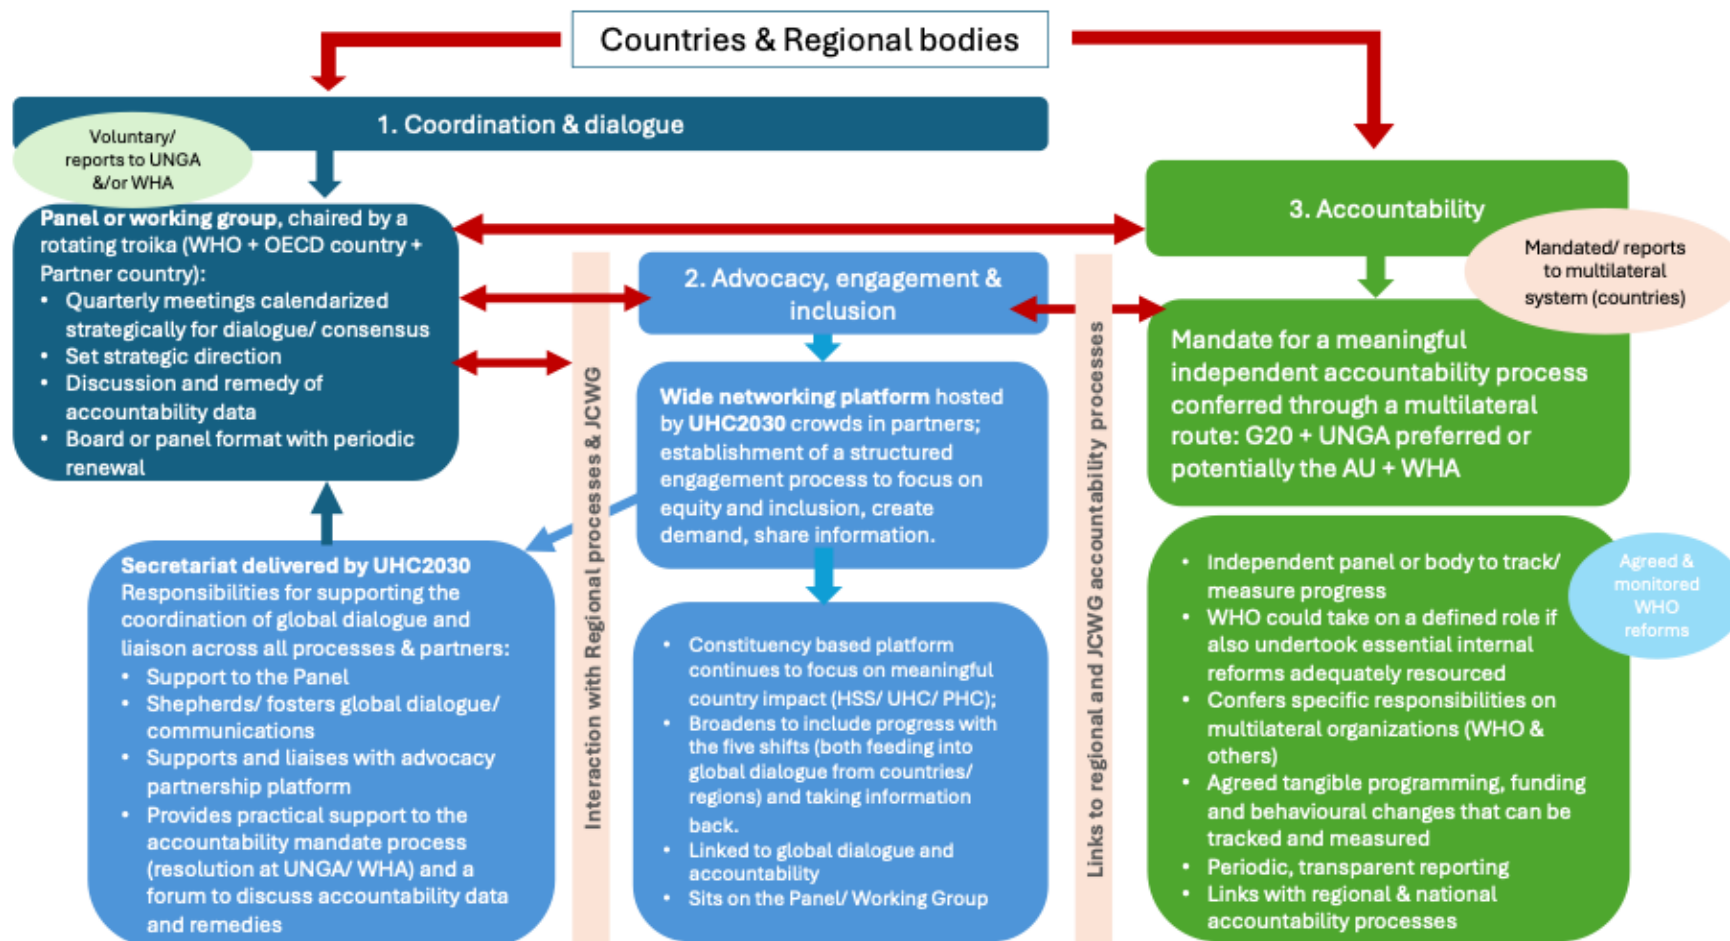 Countries & Regional bodies
1. Coordination & dialogue
Voluntary/
reports to UNGA
&/or WHA
Panel or working group, chaired by a
rotating troika (WHO + OECD country +
Partner country):
• Quarterly meetings calendarized
strategically for dialogue/ consensus
• Set strategic direction
• Discussion and remedy of
accountability data
• Board or panel format with periodic
renewal
Secretariat delivered by UHC2030
Responsibilities for supporting the
coordination of global dialogue and
liaison across all processes & partners:
• Support to the Panel
• Shepherds/ fosters global dialogue/
communications
• Supports and liaises with advocacy
partnership platform
• Provides practical support to the
accountability mandate process
(resolution at UNGA/ WHA) and a
forum to discuss accountability data
and remedies
Interaction with Regional processes & JCWG
2. Advocacy, engagement &
inclusion
Wide networking platform hosted
by UHC2030 crowds in partners;
establishment of a structured
engagement process to focus on
equity and inclusion, create
demand, share information.
• Constituency based platform
continues to focus on meaningful
country impact (HSS/ UHC/ PHC);
• Broadens to include progress with
the five shifts (both feeding into
global dialogue from countries/
regions) and taking information
back.
• Linked to global dialogue and
accountability
• Sits on the Panel/ Working Group
Links to regional and JCWG accountability processes
3. Accountability
Mandated/ reports
to multilateral
system (countries)
Mandate for a meaningful
independent accountability process
conferred through a multilateral
route: G20 + UNGA preferred or
potentially the AU + WHA
• Independent panel or body to track/
measure progress
• WHO could take on a defined role if
also undertook essential internal
reforms adequately resourced
• Confers specific responsibilities on
multilateral organizations (WHO &
others)
• Agreed tangible programming, funding
and behavioural changes that can be
tracked and measured
• Periodic, transparent reporting
• Links with regional & national
accountability processes
Agreed &
monitored
WHO
reforms